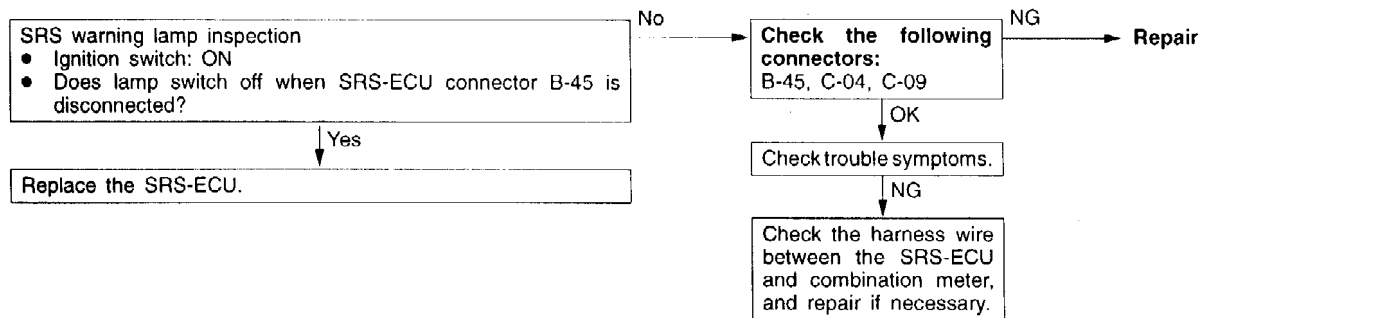 SRS warning lamp inspection
● Ignition switch: ON
● Does lamp switch off when SRS-ECU connector B-45 is
disconnected?
No
Check the following
connectors:
B-45, C-04, C-09
NG
Repair
Yes
OK
Replace the SRS-ECU.
Check trouble symptoms.
NG
Check the harness wire
between the SRS-ECU
and combination meter,
and repair if necessary.